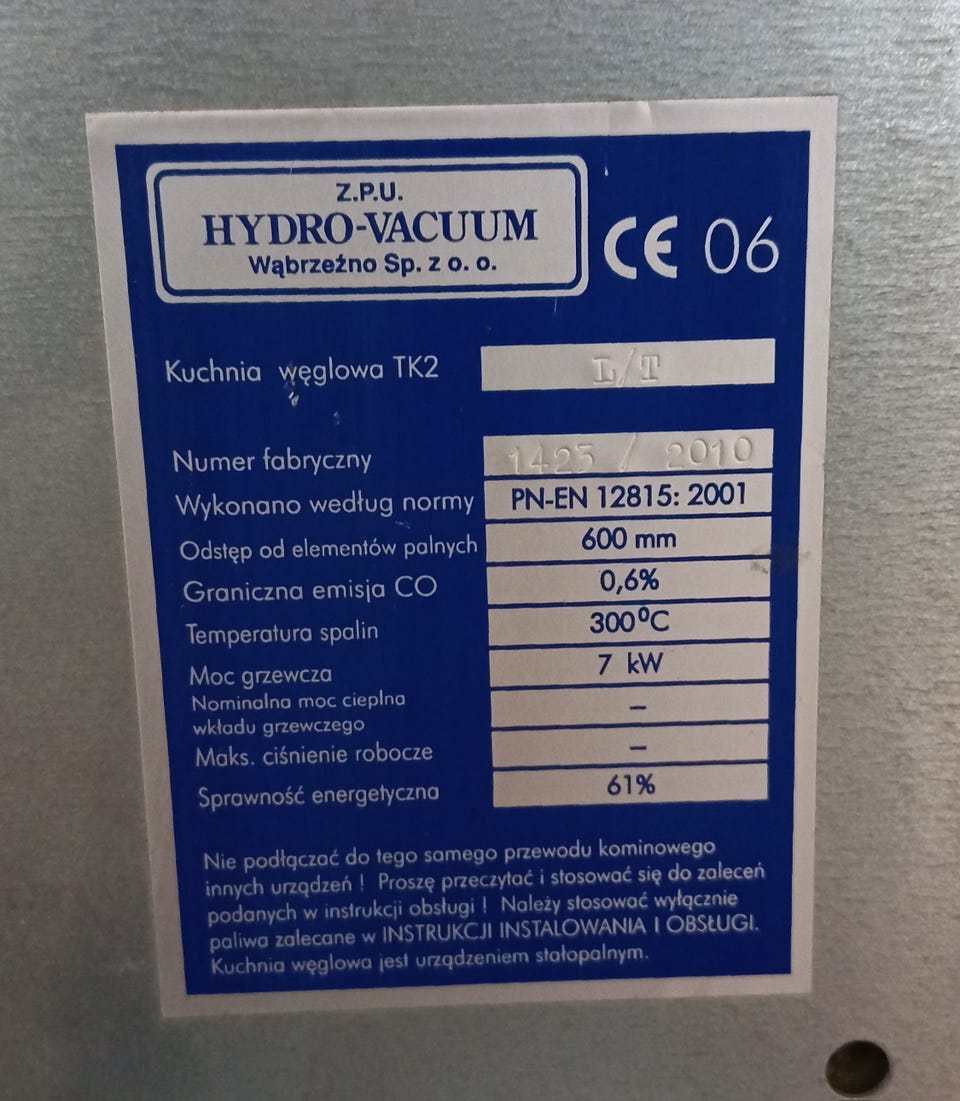 Z.P.U.
HYDRO-VACUUM
Wąbrzeźno Sp. z o. o.
CE 06
Kuchnia węglowa TK2 L/T
Numer fabryczny 1425 / 2010
Wykonano według normy PN-EN 12815: 2001
Odstęp od elementów palnych 600 mm
Graniczna emisja CO 0,6%
Temperatura spalin 300°C
Moc grzewcza 7 kW
Nominalna moc cieplna
wkładu grzewczego –
Maks. ciśnienie robocze –
Sprawność energetyczna 61%
Nie podłączać do tego samego przewodu kominowego
innych urządzeń ! Proszę przeczytać i stosować się do zaleceń
podanych w instrukcji obsługi ! Należy stosować wyłącznie
paliwa zalecane w INSTRUKCJI INSTALOWANIA I OBSŁUGI.
Kuchnia węglowa jest urządzeniem stałopalnym.